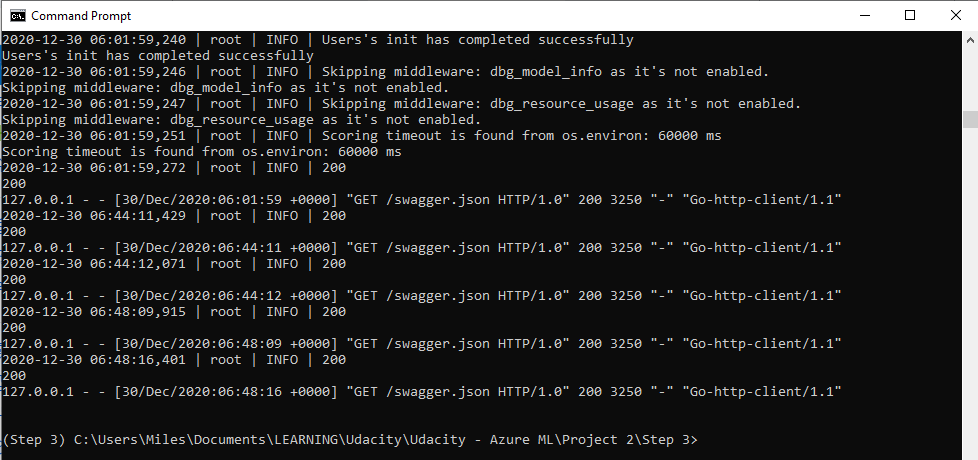 Command Prompt
2020-12-30 06:01:59,240 | root | INFO | Users's init has completed successfully
Users's init has completed successfully
2020-12-30 06:01:59,246 | root | INFO | Skipping middleware: dbg_model_info as it's not enabled.
Skipping middleware: dbg_model_info as it's not enabled.
2020-12-30 06:01:59,247 | root | INFO | Skipping middleware: dbg_resource_usage as it's not enabled.
Skipping middleware: dbg_resource_usage as it's not enabled.
2020-12-30 06:01:59,251 | root | INFO | Scoring timeout is found from os.environ: 60000 ms
Scoring timeout is found from os.environ: 60000 ms
2020-12-30 06:01:59,272 | root | INFO | 200
200
127.0.0.1 - - [30/Dec/2020:06:01:59 +0000] "GET /swagger.json HTTP/1.0" 200 3250 "-" "Go-http-client/1.1"
2020-12-30 06:44:11,429 | root | INFO | 200
200
127.0.0.1 - - [30/Dec/2020:06:44:11 +0000] "GET /swagger.json HTTP/1.0" 200 3250 "-" "Go-http-client/1.1"
2020-12-30 06:44:12,071 | root | INFO | 200
200
127.0.0.1 - - [30/Dec/2020:06:44:12 +0000] "GET /swagger.json HTTP/1.0" 200 3250 "-" "Go-http-client/1.1"
2020-12-30 06:48:09,915 | root | INFO | 200
200
127.0.0.1 - - [30/Dec/2020:06:48:09 +0000] "GET /swagger.json HTTP/1.0" 200 3250 "-" "Go-http-client/1.1"
2020-12-30 06:48:16,401 | root | INFO | 200
200
127.0.0.1 - - [30/Dec/2020:06:48:16 +0000] "GET /swagger.json HTTP/1.0" 200 3250 "-" "Go-http-client/1.1"
(Step 3) C:\Users\Miles\Documents\LEARNING\Udacity\Udacity - Azure ML\Project 2\Step 3>